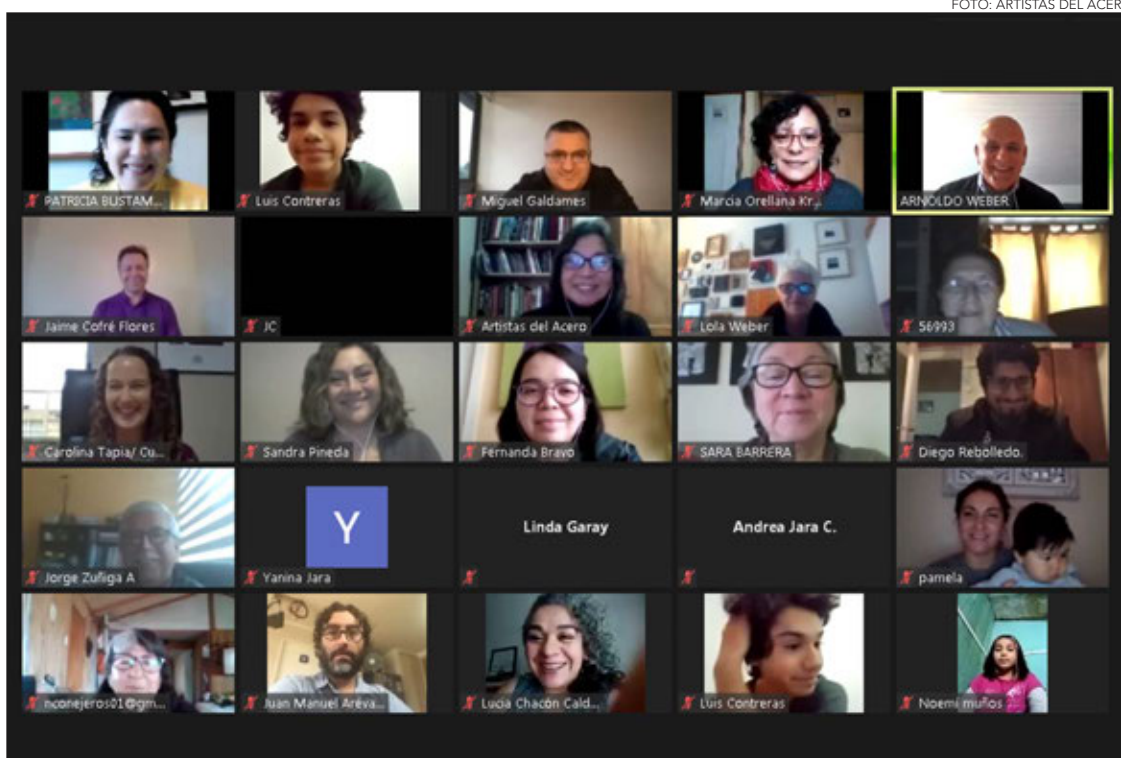 FOTO: ARTISTAS DEL ACER
PATRICIA BUSTAM...
Luis Contreras
Miguel Galdames
Marcia Orellana Kr...
ARNOLDO WEBER
Jaime Cofré Flores
JC
Artistas del Acero
Lola Weber
56993
Carolina Tapia/ Cu...
Sandra Pineda
Fernanda Bravo
SARA BARRERA
Diego Rebolledo.
Jorge Zuñiga A
Y
Yanina Jara
Linda Garay
Andrea Jara C.
pamela
nconejeros01@gm...
Juan Manuel Aréva...
Lucia Chacón Cald...
Luis Contreras
Noemi muños